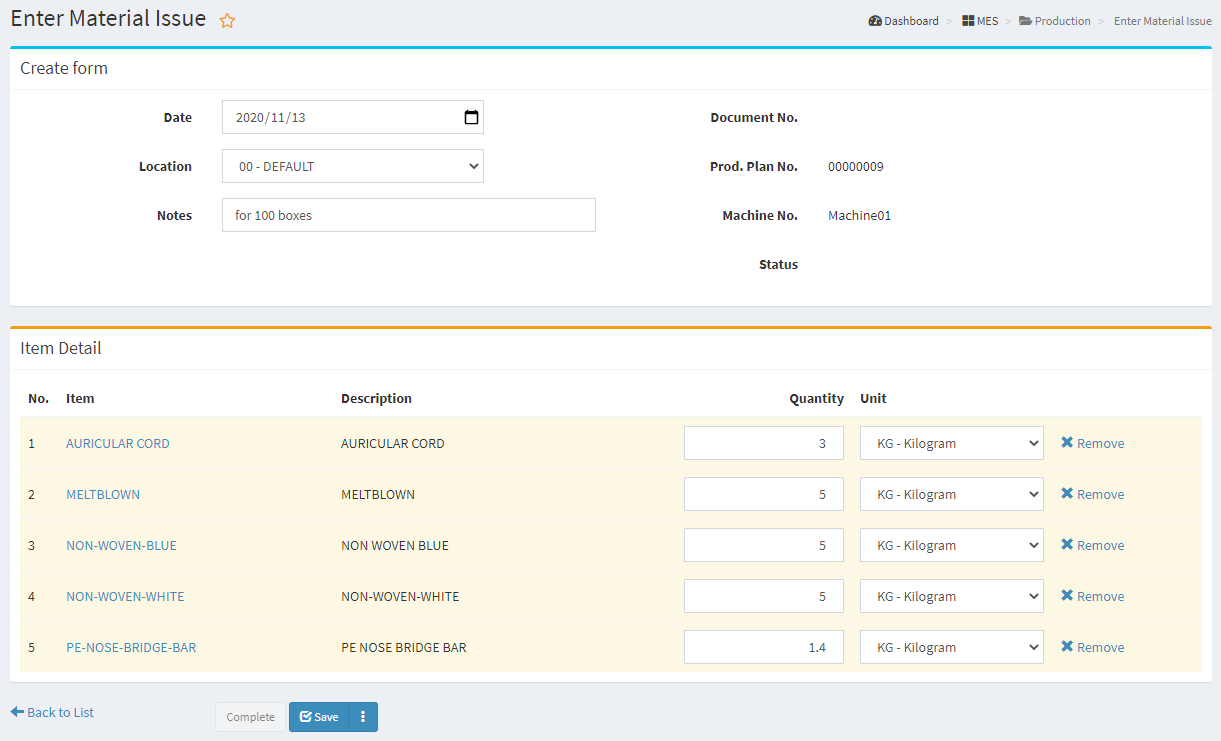 Enter Material Issue
Dashboard > MES > Production > Enter Material Issue
Create form
Date 2020/11/13 Document No.
Location 00 - DEFAULT Prod. Plan No. 00000009
Notes for 100 boxes Machine No. Machine01
Status
Item Detail
No. Item Description Quantity Unit
1 AURICULAR CORD AURICULAR CORD 3 KG - Kilogram Remove
2 MELTBLOWN MELTBLOWN 5 KG - Kilogram Remove
3 NON-WOVEN-BLUE NON WOVEN BLUE 5 KG - Kilogram Remove
4 NON-WOVEN-WHITE NON-WOVEN-WHITE 5 KG - Kilogram Remove
5 PE-NOSE-BRIDGE-BAR PE NOSE BRIDGE BAR 1.4 KG - Kilogram Remove
Back to List Complete Save